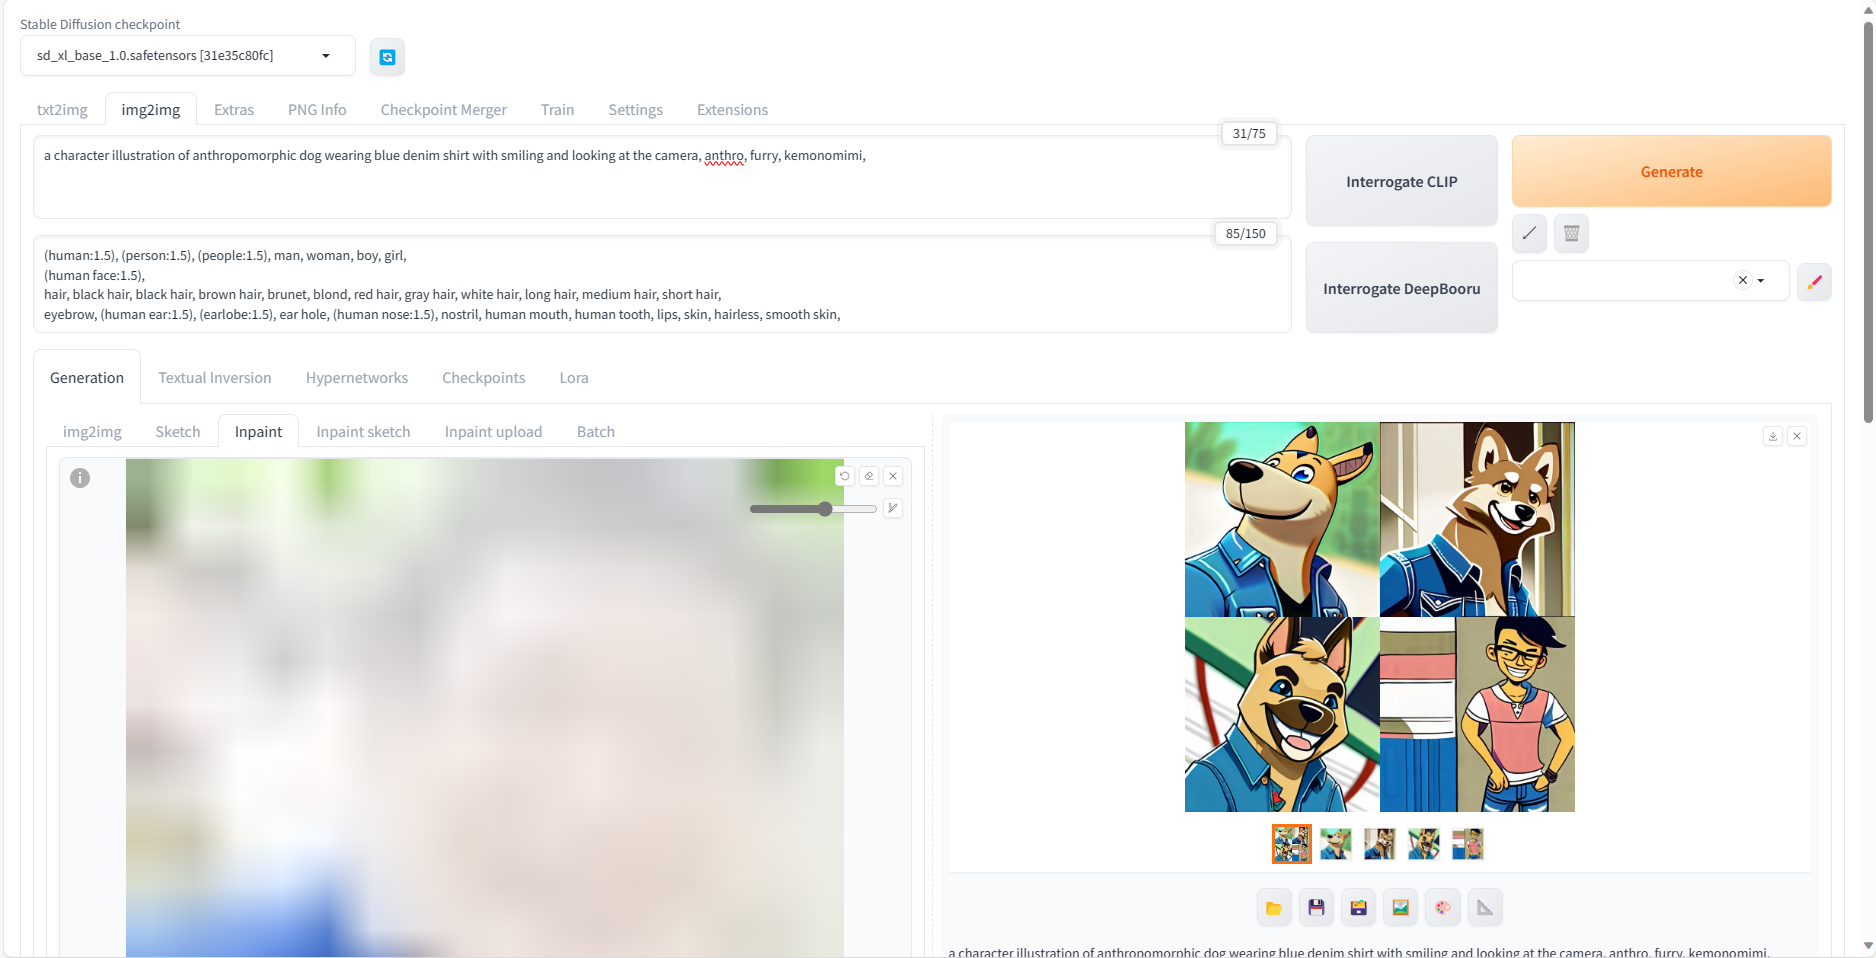 Stable Diffusion checkpoint
sd_xl_base_1.0.safetensors [31e35c80fc]
txt2img img2img Extras PNG Info Checkpoint Merger Train Settings Extensions
31/75
a character illustration of anthropomorphic dog wearing blue denim shirt with smiling and looking at the camera, anthro, furry, kemonomimi,
Interrogate CLIP
Generate
85/150
(human:1.5), (person:1.5), (people:1.5), man, woman, boy, girl,
(human face:1.5),
hair, black hair, black hair, brown hair, brunet, blond, red hair, gray hair, white hair, long hair, medium hair, short hair,
eyebrow, (human ear:1.5), (earlobe:1.5), ear hole, (human nose:1.5), nostril, human mouth, human tooth, lips, skin, hairless, smooth skin,
Interrogate DeepBooru
Generation Textual Inversion Hypernetworks Checkpoints Lora
img2img Sketch Inpaint Inpaint sketch Inpaint upload Batch
a character illustration of anthropomorphic dog wearing blue denim shirt with smiling and looking at the camera, anthro, furry, kemonomimi,